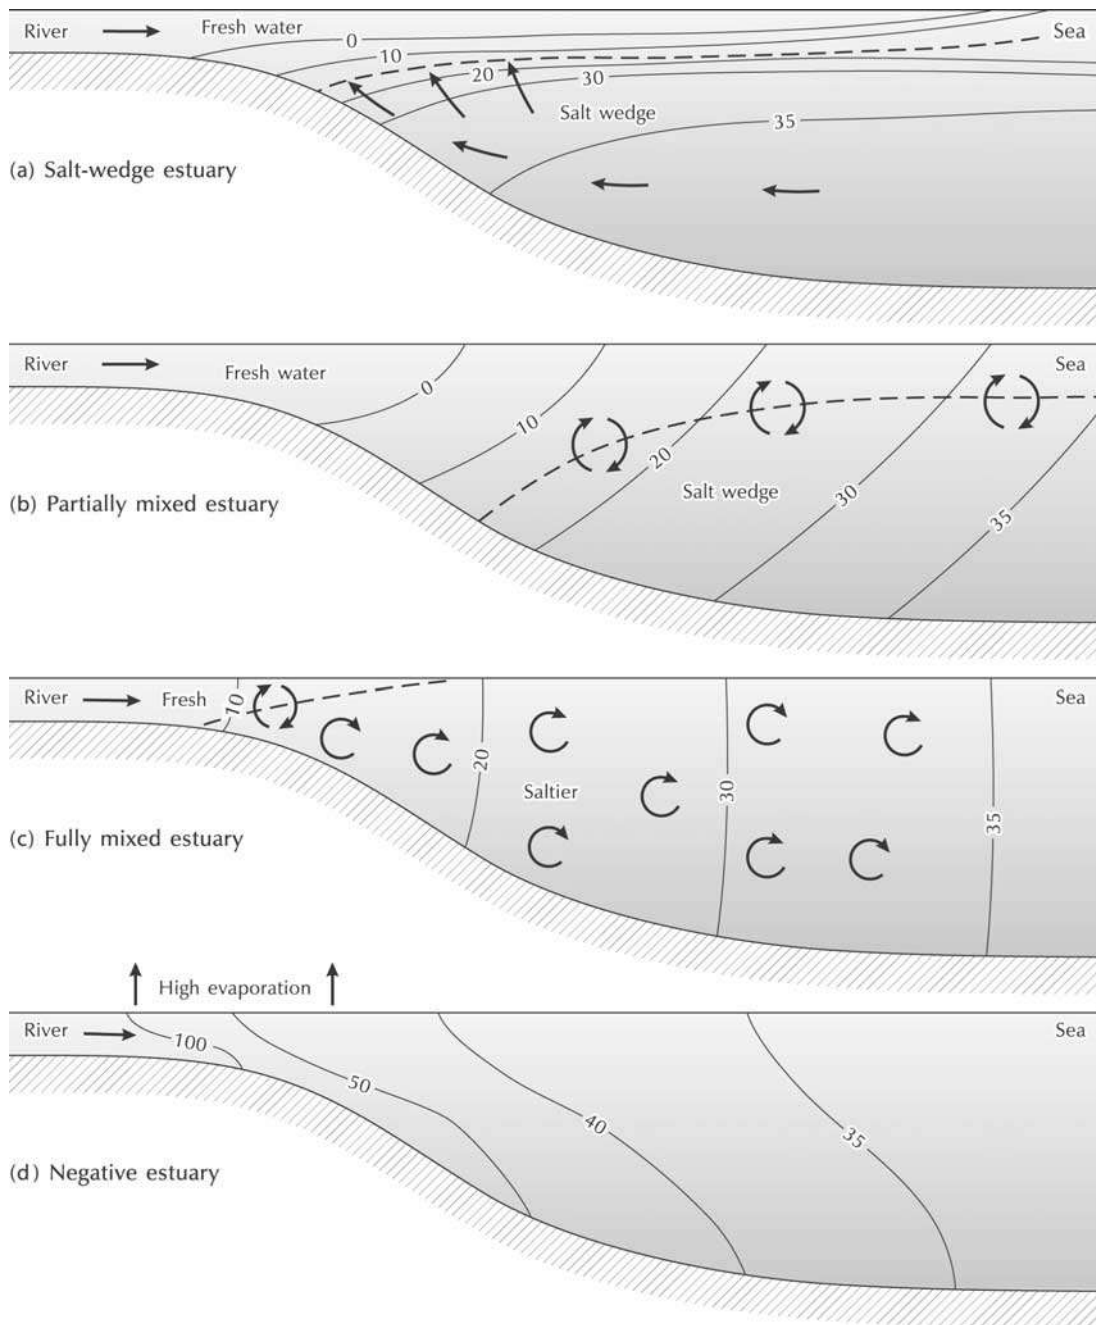 River
Fresh water
Sea
0
10
20
30
Salt wedge
35
(a) Salt-wedge estuary
River
Fresh water
Sea
0
10
20
Salt wedge
30
35
(b) Partially mixed estuary
River
Fresh
10
Sea
20
Saltier
30
35
(c) Fully mixed estuary
High evaporation
River
100
Sea
50
40
35
(d) Negative estuary